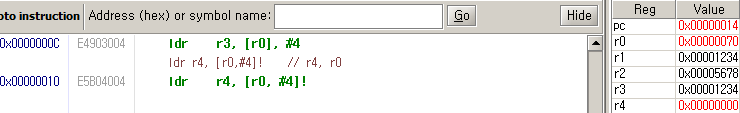 oto instruction Address (hex) or symbol name: Go Hide
0x0000000C E4903004 ldr r3, [r0], #4
ldr r4, [r0,#4]! // r4, r0
0x00000010 E5B04004 ldr r4, [r0, #4]!
Reg Value
pc 0x00000014
r0 0x00000070
r1 0x00001234
r2 0x00005678
r3 0x00001234
r4 0x00000000